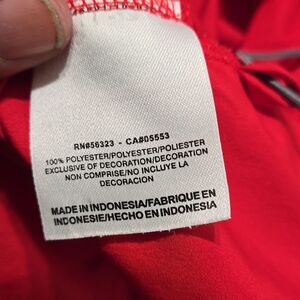 RN#56323 - CA#05553
100% POLYESTER/POLYESTER/POLIESTER
EXCLUSIVE OF DECORATION/DECORATION
NON COMPRISE/NO INCLUYE LA
DECORACION
MADE IN INDONESIA/FABRIQUE EN
INDONESIE/HECHO EN INDONESIA